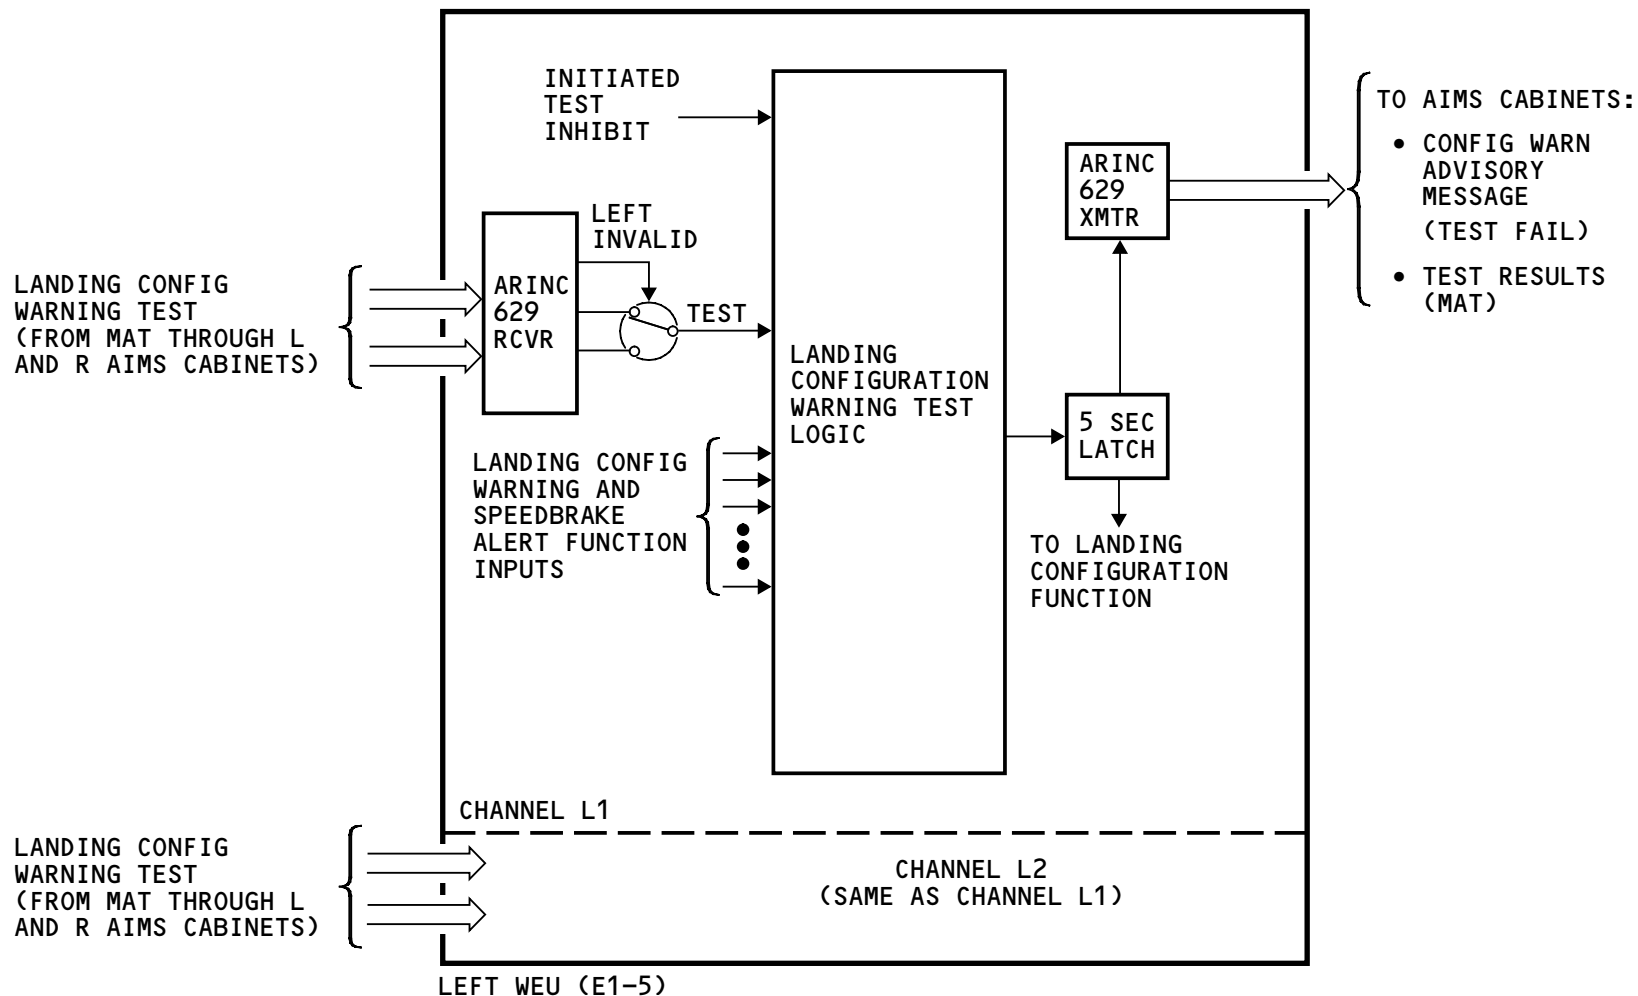 INITIATED
TEST
INHIBIT
TO AIMS CABINETS:
• CONFIG WARN
ADVISORY
MESSAGE
(TEST FAIL)
• TEST RESULTS
(MAT)
ARINC
629
XMTR
LEFT
INVALID
LANDING CONFIG
WARNING TEST
(FROM MAT THROUGH L
AND R AIMS CABINETS)
ARINC
629
RCVR
TEST
LANDING
CONFIGURATION
WARNING TEST
LOGIC
5 SEC
LATCH
LANDING CONFIG
WARNING AND
SPEEDBRAKE
ALERT FUNCTION
INPUTS
TO LANDING
CONFIGURATION
FUNCTION
CHANNEL L1
LANDING CONFIG
WARNING TEST
(FROM MAT THROUGH L
AND R AIMS CABINETS)
CHANNEL L2
(SAME AS CHANNEL L1)
LEFT WEU (E1-5)